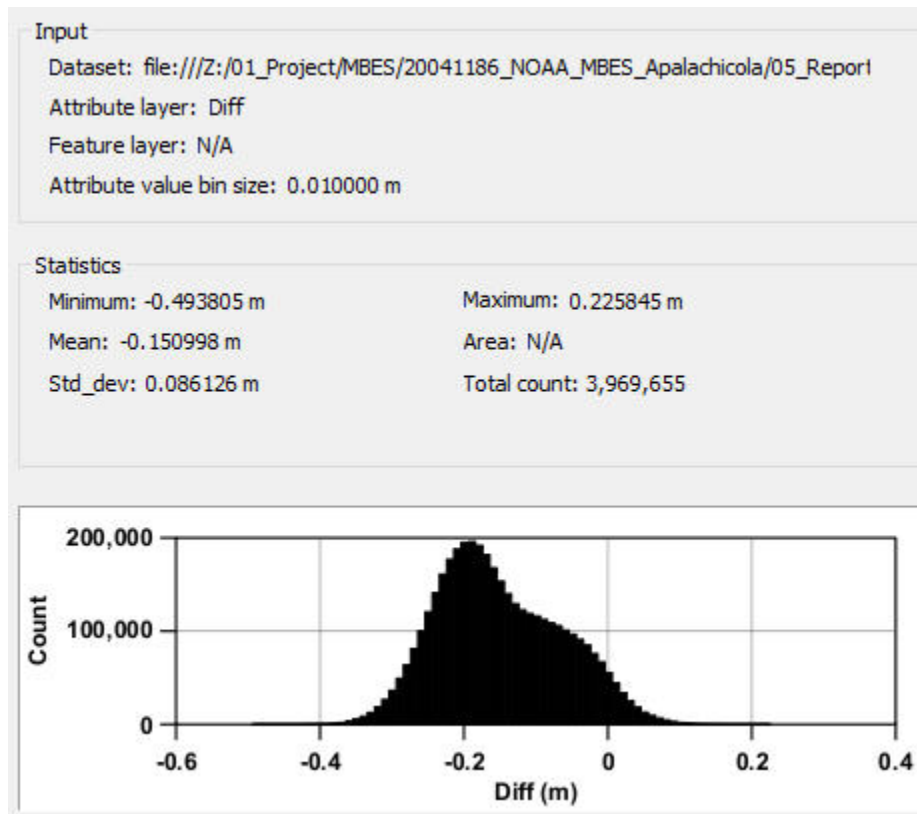 Input
Dataset: file:///Z:/01_Project/MBES/20041186_NOAA_MBES_Apalachicola/05_Report
Attribute layer: Diff
Feature layer: N/A
Attribute value bin size: 0.010000 m
Statistics
Minimum: -0.493805 m Maximum: 0.225845 m
Mean: -0.150998 m Area: N/A
Std_dev: 0.086126 m Total count: 3,969,655
200,000
100,000
0
Count
-0.6 -0.4 -0.2 0 0.2 0.4
Diff (m)